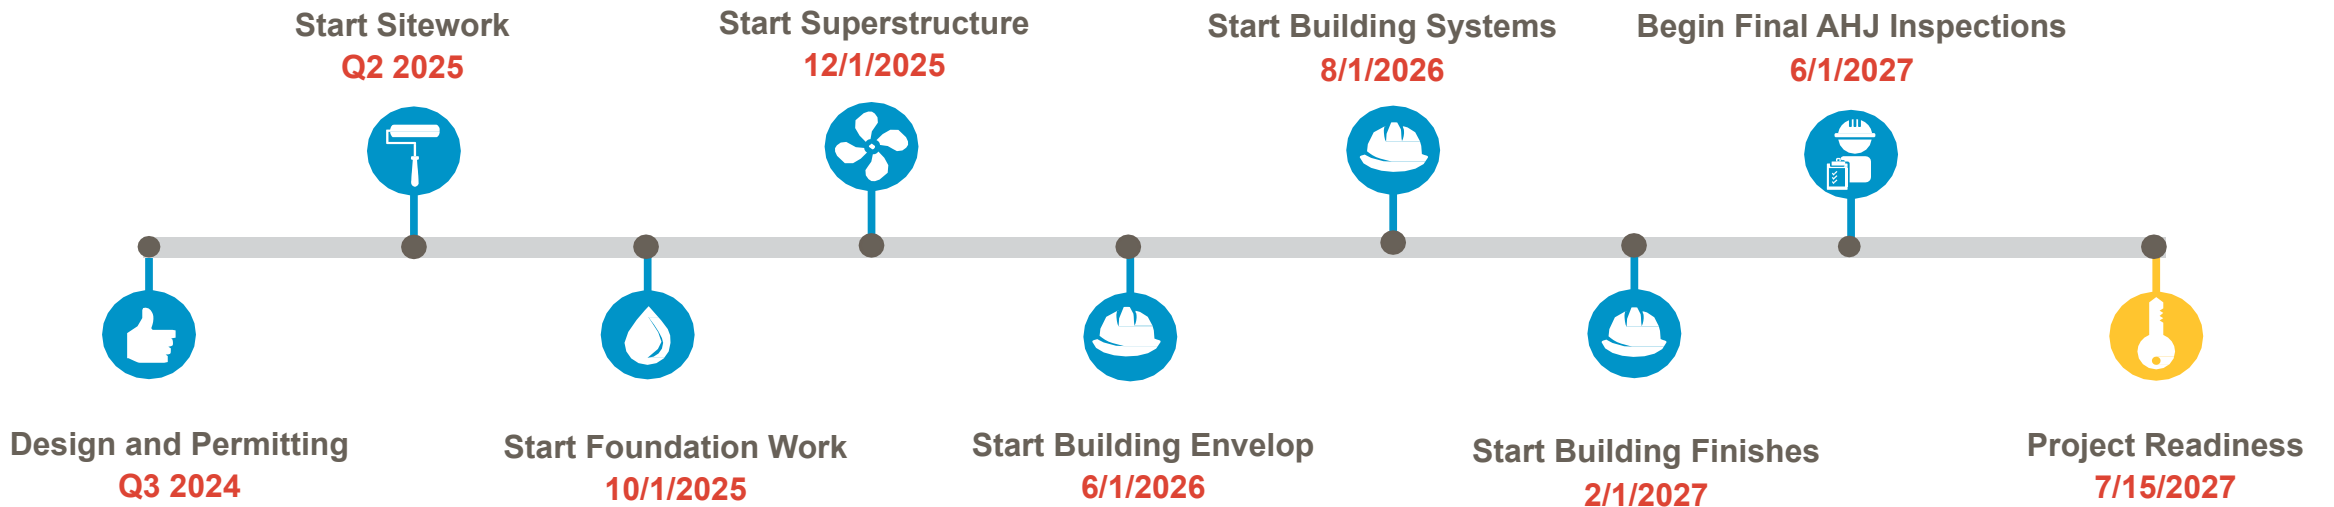 Start Sitework
Q2 2025
Start Superstructure
12/1/2025
Start Building Systems
8/1/2026
Begin Final AHJ Inspections
6/1/2027
Design and Permitting
Q3 2024
Start Foundation Work
10/1/2025
Start Building Envelop
6/1/2026
Start Building Finishes
2/1/2027
Project Readiness
7/15/2027